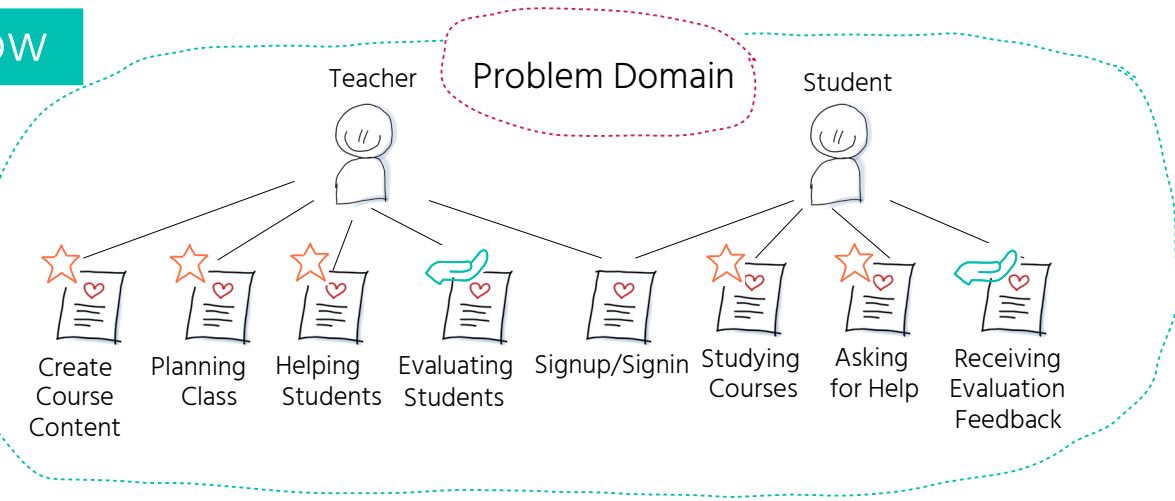 ow
Teacher
Problem Domain
Student
Create
Course
Content
Planning
Class
Helping
Students
Evaluating
Students
Signup/Signin
Studying
Courses
Asking
for Help
Receiving
Evaluation
Feedback